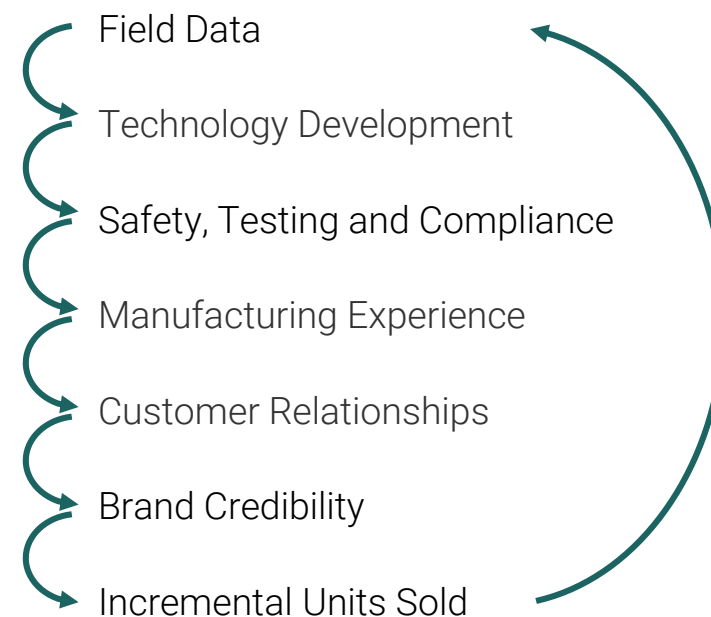 Field Data
Technology Development
Safety, Testing and Compliance
Manufacturing Experience
Customer Relationships
Brand Credibility
Incremental Units Sold